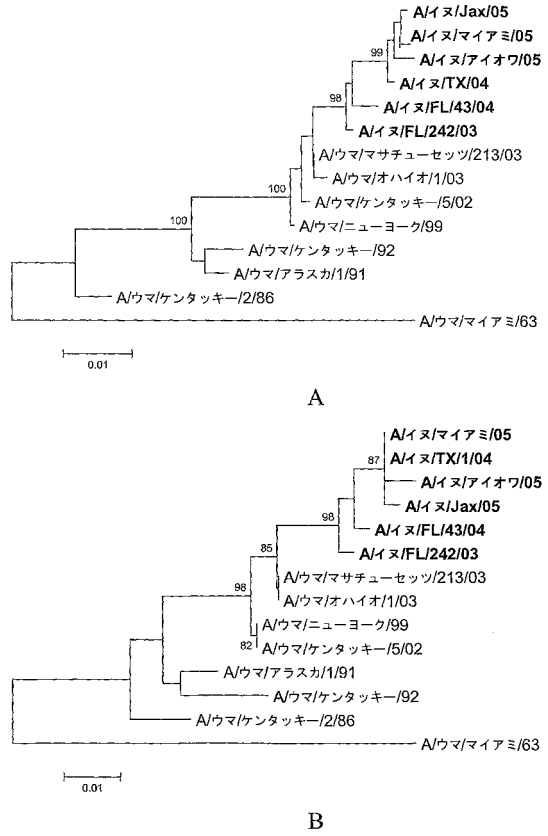 A/イヌ/Jax/05
A/イヌ/マイアミ/05
99
A/イヌ/アイオワ/05
A/イヌ/TX/04
98
A/イヌ/FL/43/04
A/イヌ/FL/242/03
A/ウマ/マサチューセッツ/213/03
A/ウマ/オハイオ/1/03
100
A/ウマ/ケンタッキー/5/02
A/ウマ/ニューヨーク/99
100
A/ウマ/ケンタッキー/92
A/ウマ/アラスカ/1/91
A/ウマ/ケンタッキー/2/86
A/ウマ/マイアミ/63
0.01
A
A/イヌ/マイアミ/05
87
A/イヌ/TX/1/04
A/イヌ/アイオワ/05
A/イヌ/Jax/05
98
A/イヌ/FL/43/04
A/イヌ/FL/242/03
85
A/ウマ/マサチューセッツ/213/03
98
A/ウマ/オハイオ/1/03
A/ウマ/ニューヨーク/99
82
A/ウマ/ケンタッキー/5/02
A/ウマ/アラスカ/1/91
A/ウマ/ケンタッキー/92
A/ウマ/ケンタッキー/2/86
A/ウマ/マイアミ/63
0.01
B